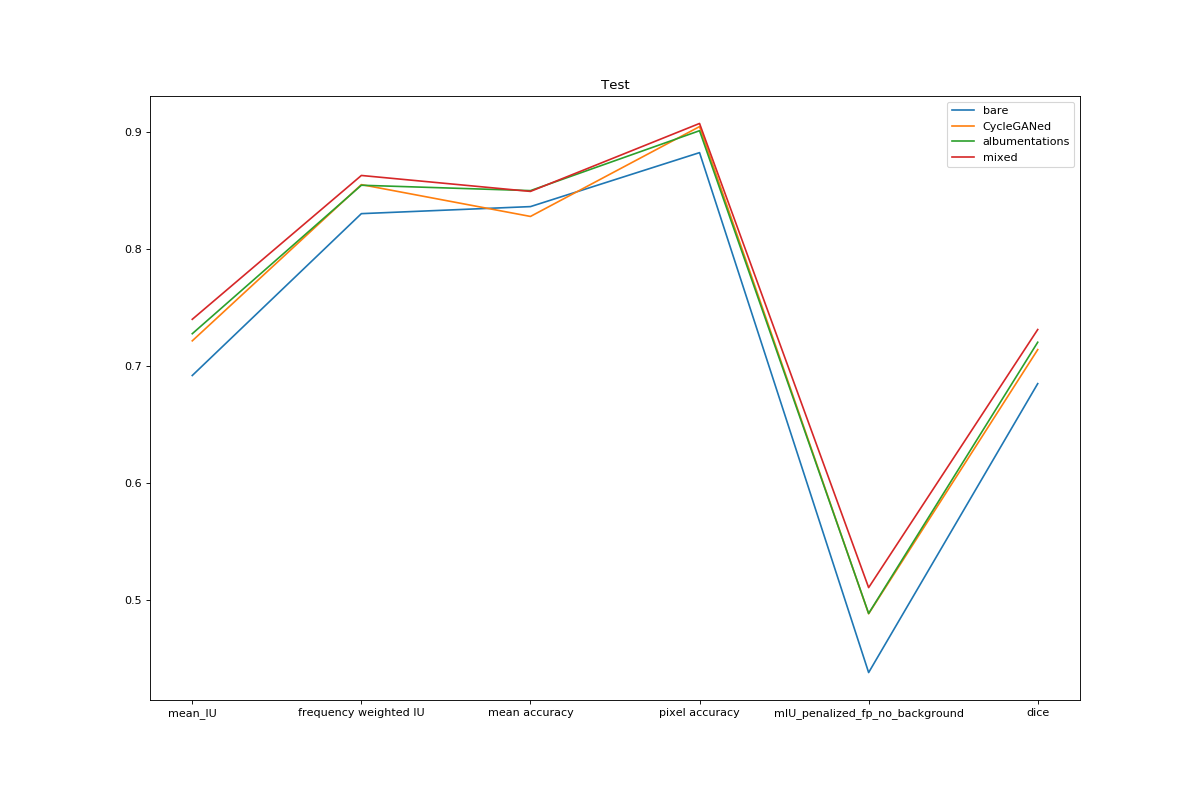 Test
bare
CycleGANed
albumentations
mixed
0.9
0.8
0.7
0.6
0.5
mean_IU
frequency weighted IU
mean accuracy
pixel accuracy
mIU_penalized_fp_no_background
dice